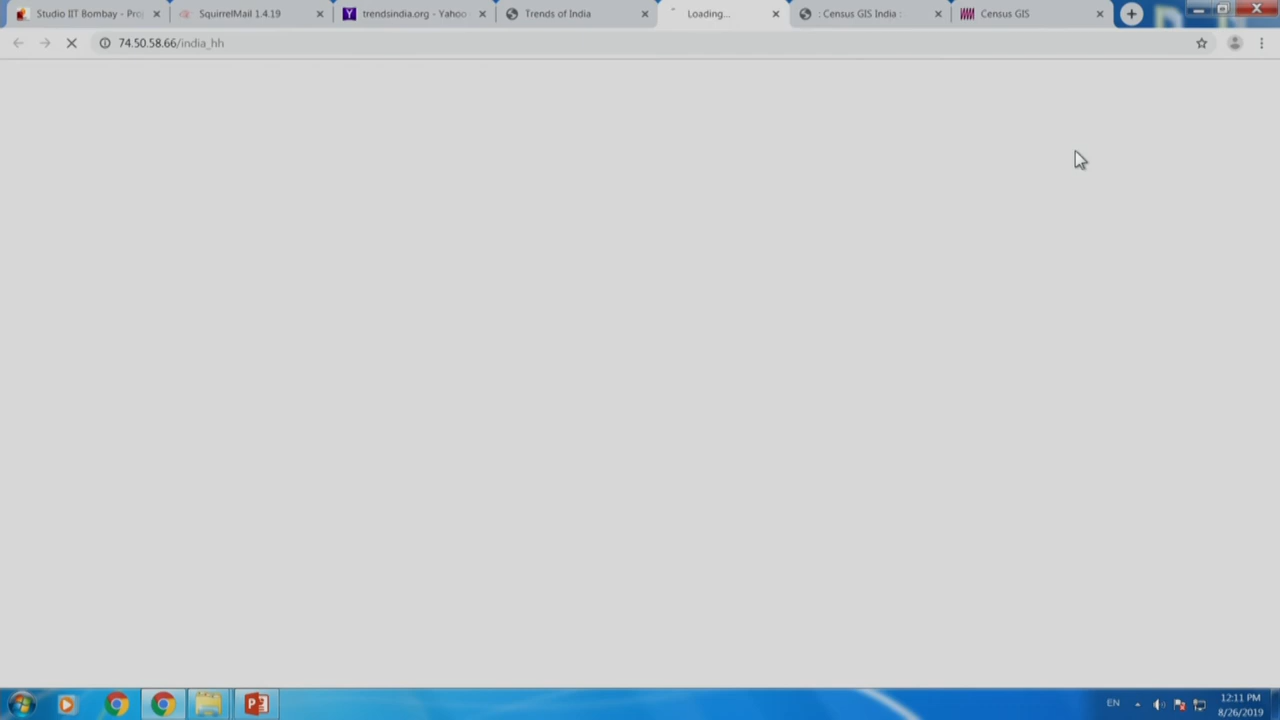 Studio IIT Bombay - Pro
SquirrelMail 1.4.19
trendsindia.org - Yahoo
Trends of India
Loading...
: Census GIS India :
Census GIS
74.50.58.66/india_hh
EN
12:11 PM
8/26/2019